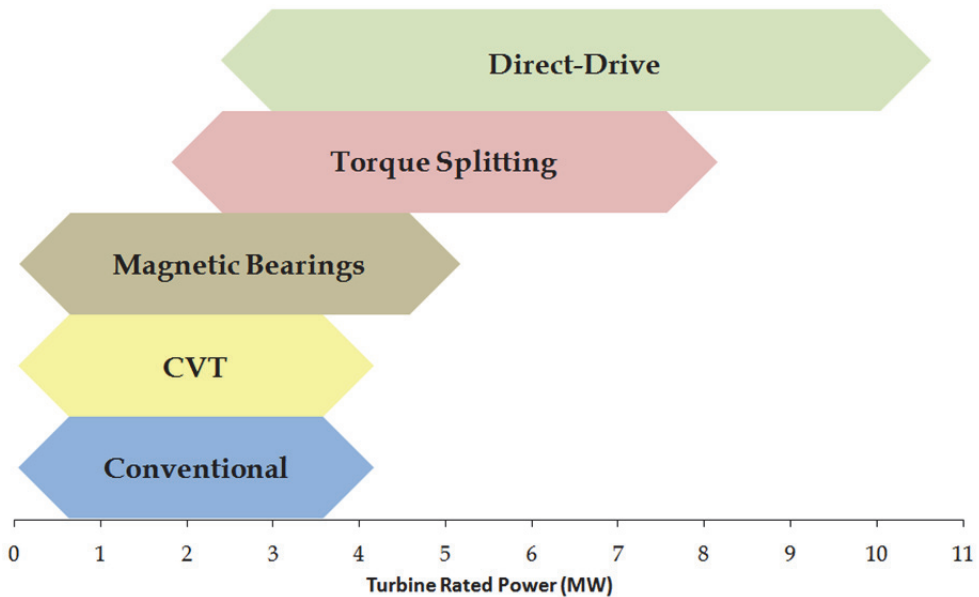 Direct-Drive
Torque Splitting
Magnetic Bearings
CVT
Conventional
0 1 2 3 4 5 6 7 8 9 10 11
Turbine Rated Power (MW)